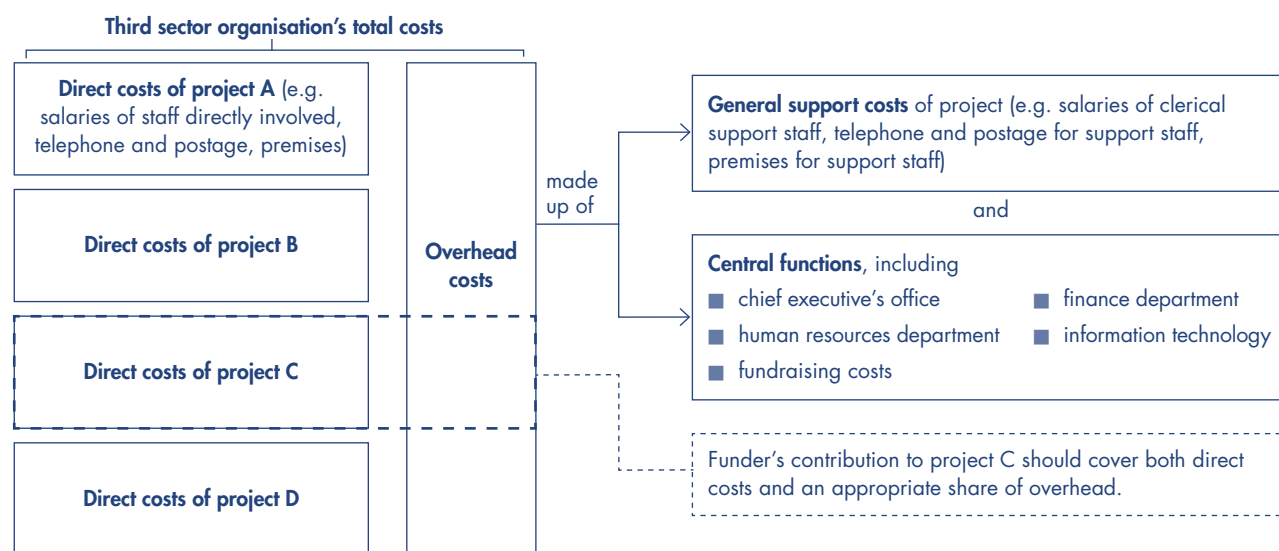 Third sector organisation’s total costs
Direct costs of project A (e.g.
salaries of staff directly involved,
telephone and postage, premises)
Direct costs of project B
Direct costs of project C
Direct costs of project D
Overhead
costs
made
up of
General support costs of project (e.g. salaries of clerical
support staff, telephone and postage for support staff,
premises for support staff)
and
Central functions, including
chief executive’s office
human resources department
fundraising costs
finance department
information technology
Funder’s contribution to project C should cover both direct
costs and an appropriate share of overhead.